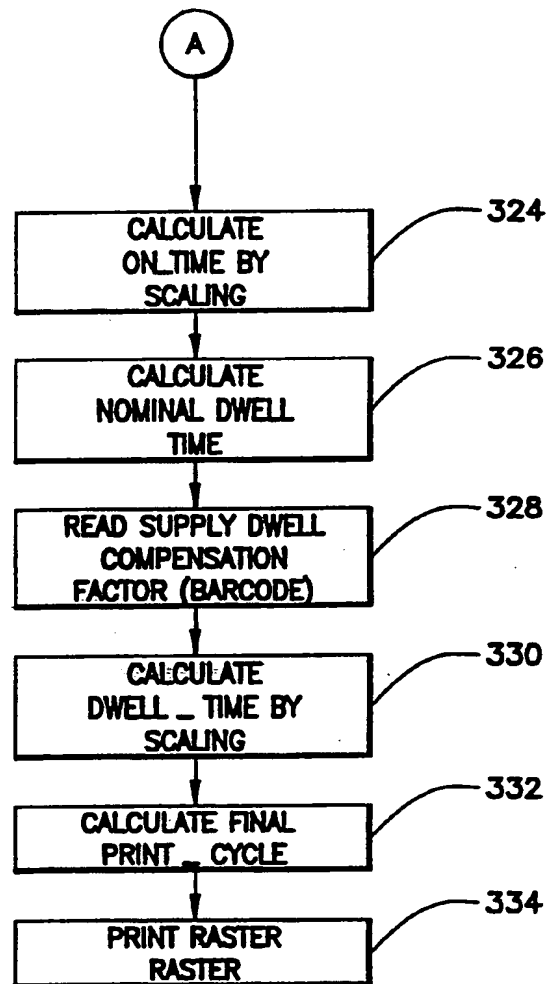 A
CALCULATE
ON_TIME BY
SCALING
324
CALCULATE
NOMINAL DWELL
TIME
326
READ SUPPLY DWELL
COMPENSATION
FACTOR (BARCODE)
328
CALCULATE
DWELL _ TIME BY
SCALING
330
CALCULATE FINAL
PRINT _ CYCLE
332
PRINT RASTER
RASTER
334